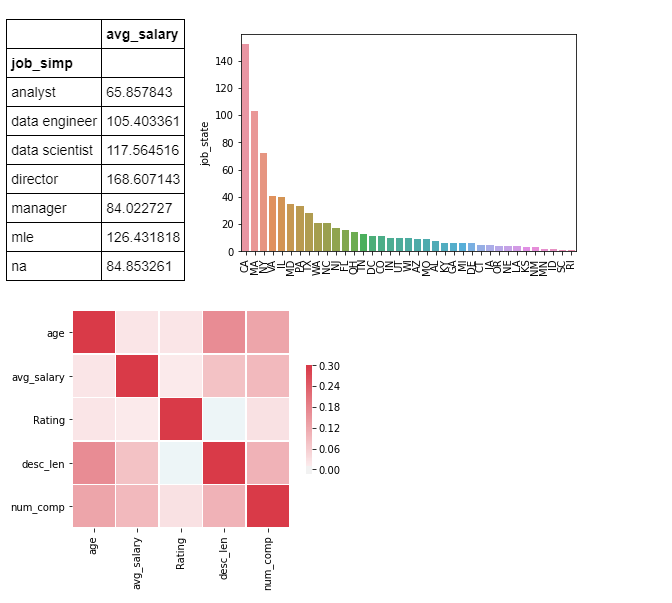 avg_salary
job_simp
analyst 65.857843
data engineer 105.403361
data scientist 117.564516
director 168.607143
manager 84.022727
mle 126.431818
na 84.853261
job_state
140
120
100
80
60
40
20
0
CA MA NY VA IL MD PA TX WA NC NJ FL OH TN DC CO IN UT WI AZ MO AL KY GA MI DE CT IA OR NE LA KS NM MN ID SC RI
age
avg_salary
Rating
desc_len
num_comp
age avg_salary Rating desc_len num_comp
0.30
0.24
0.18
0.12
0.06
0.00